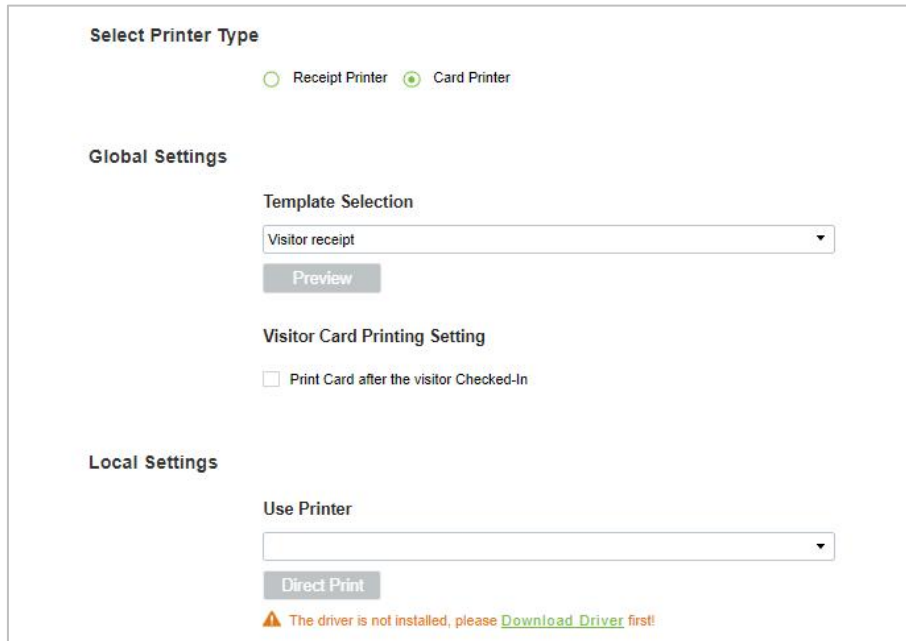 Select Printer Type
Receipt Printer Card Printer
Global Settings
Template Selection
Visitor receipt
Preview
Visitor Card Printing Setting
Print Card after the visitor Checked-In
Local Settings
Use Printer
Direct Print
The driver is not installed, please Download Driver first!